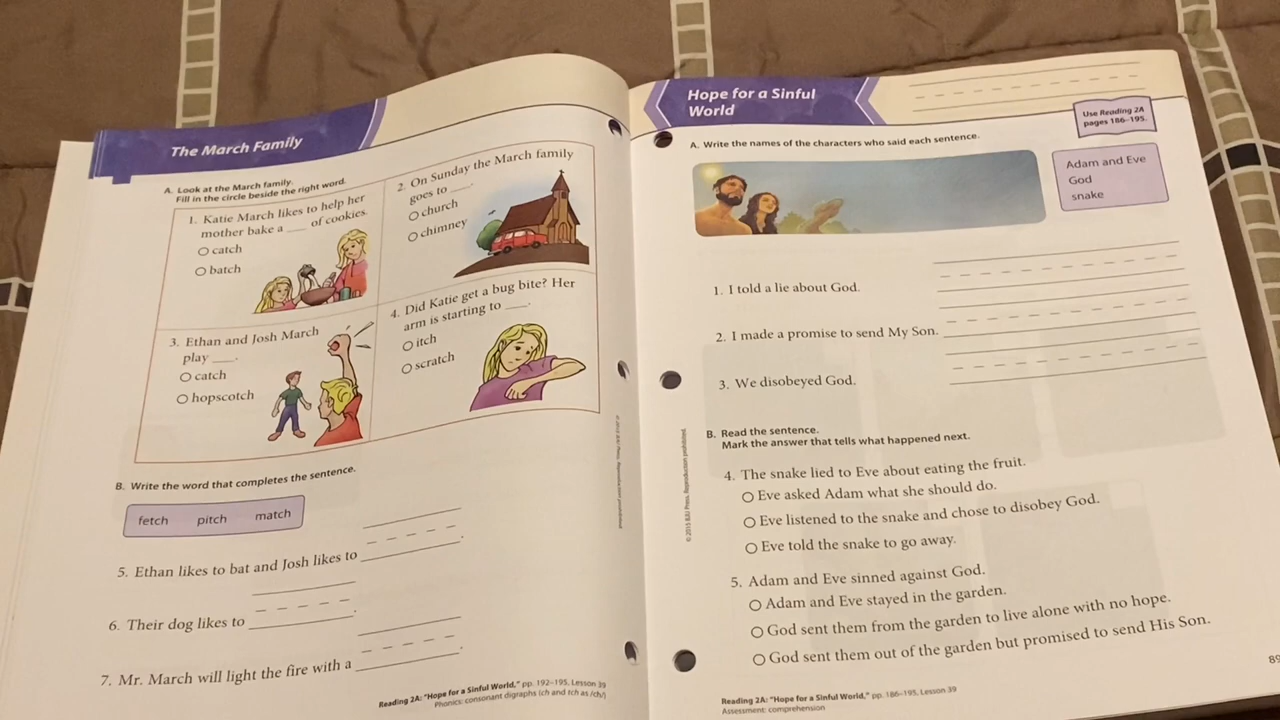 The March Family
A. Look at the March family.
Fill in the circle beside the right word.
1. Katie March likes to help her
mother bake a ____ of cookies.
catch
batch
2. On Sunday the March family
goes to ____.
church
chimney
3. Ethan and Josh March
play ____.
catch
hopscotch
4. Did Katie get a bug bite? Her
arm is starting to ____.
itch
scratch
B. Write the word that completes the sentence.
fetch pitch match
5. Ethan likes to bat and Josh likes to ____.
6. Their dog likes to ____.
7. Mr. March will light the fire with a ____.
Reading 2A: "Hope for a Sinful World," pp. 192–195, Lesson 39
Phonics: consonant digraphs (ch and tch as /ch/)
© 2015 BJU Press. Reproduction prohibited.
Hope for a Sinful
World
Use Reading 2A
pages 186–195.
A. Write the names of the characters who said each sentence.
Adam and Eve
God
snake
1. I told a lie about God.
2. I made a promise to send My Son.
3. We disobeyed God.
B. Read the sentence.
Mark the answer that tells what happened next.
4. The snake lied to Eve about eating the fruit.
Eve asked Adam what she should do.
Eve listened to the snake and chose to disobey God.
Eve told the snake to go away.
5. Adam and Eve sinned against God.
Adam and Eve stayed in the garden.
God sent them from the garden to live alone with no hope.
God sent them out of the garden but promised to send His Son.
© 2015 BJU Press. Reproduction prohibited.
Reading 2A: "Hope for a Sinful World," pp. 186–195, Lesson 39
Assessment: comprehension
89